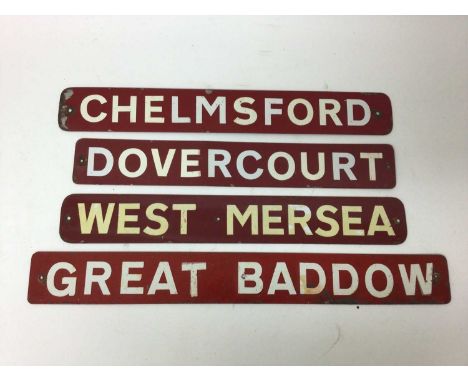 CHELMSFORD
DOVERCOURT
WEST MERSEA
GREAT BADDOW